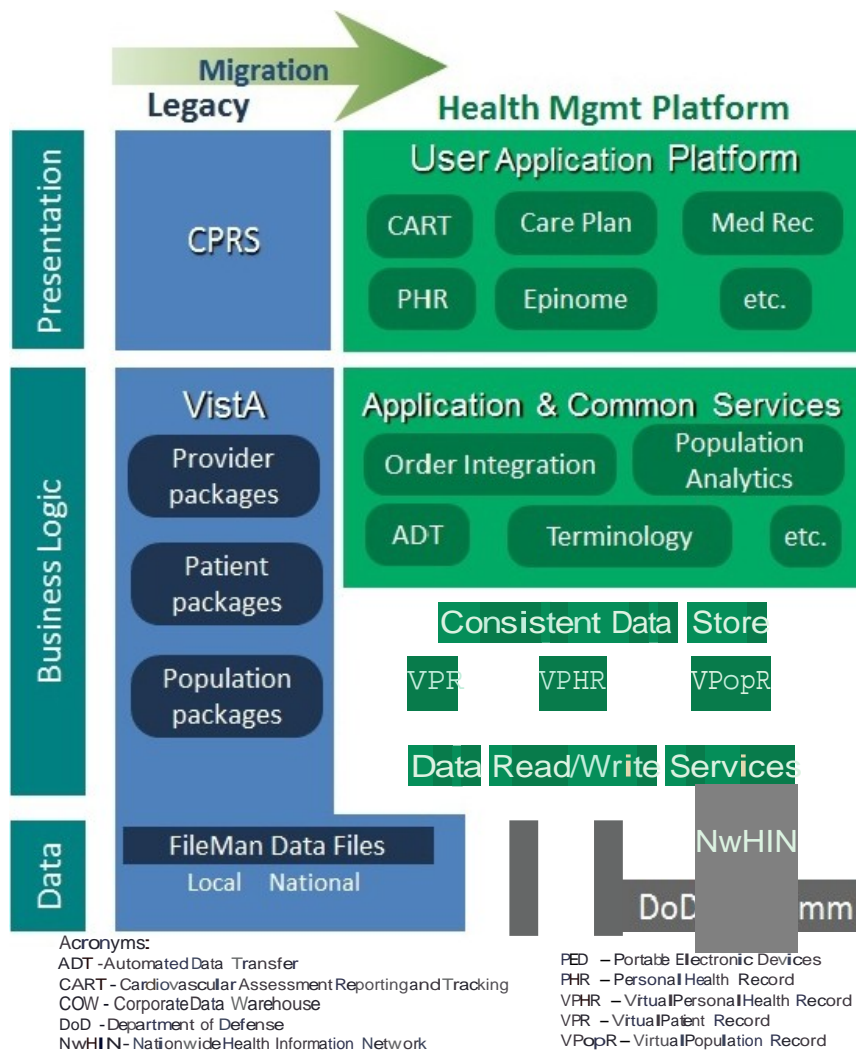 Migration
Legacy
Health Mgmt Platform
Presentation
CPRS
User Application Platform
CART
Care Plan
Med Rec
PHR
Epinome
etc.
Business Logic
VistA
Provider
packages
Patient
packages
Population
packages
Application & Common Services
Order Integration
Population
Analytics
ADT
Terminology
etc.
Consistent Data Store
VPR
VPHR
VPopR
Data Read/Write Services
Data
FileMan Data Files
Local National
NwHIN
DoD
mm
Acronyms:
ADT - Automated Data Transfer
CART - Cardiovascular Assessment Reporting and Tracking
COW - Corporate Data Warehouse
DoD - Department of Defense
NwHIN - Nationwide Health Information Network
PED – Portable Electronic Devices
PHR – Personal Health Record
VPHR – Virtual Personal Health Record
VPR – Virtual Patient Record
VPopR – Virtual Population Record